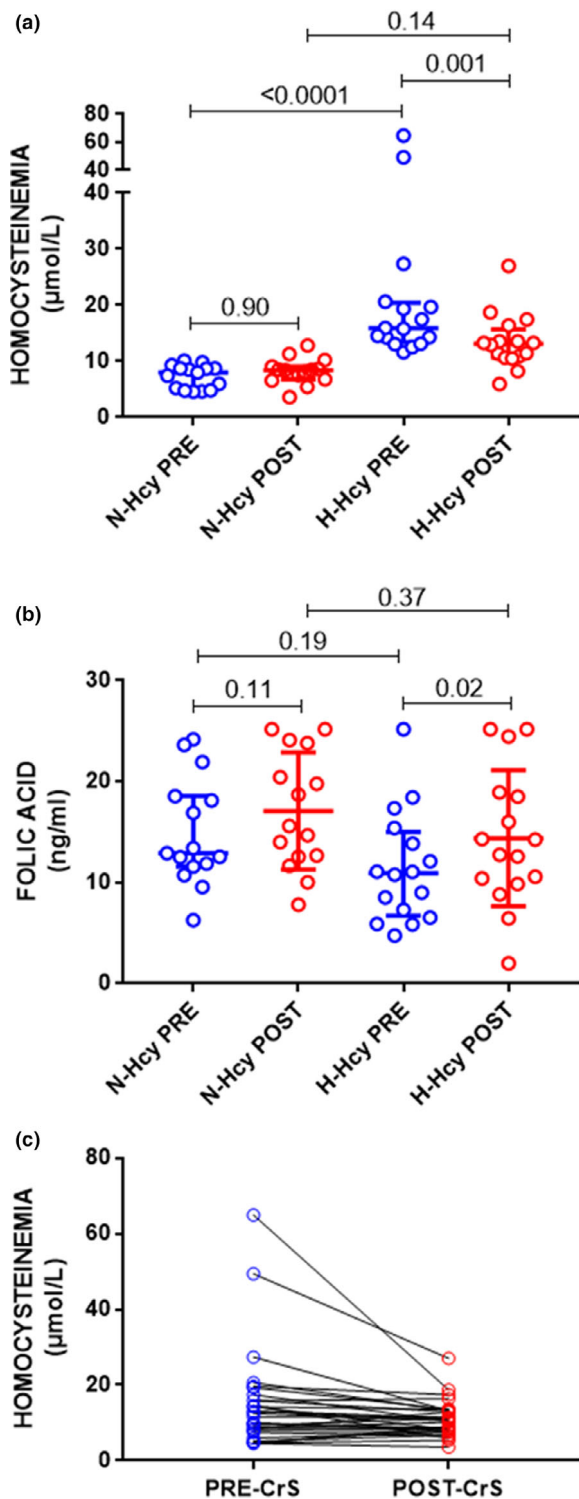 (a)
0.14
0.001
<0.0001
80
60
40
40
30
20
10
0
HOMOCYSTEINEMIA
(µmol/L)
0.90
N-Hcy PRE
N-Hcy POST
H-Hcy PRE
H-Hcy POST
(b)
0.37
0.19
0.11
0.02
30
20
10
0
FOLIC ACID
(ng/ml)
N-Hcy PRE
N-Hcy POST
H-Hcy PRE
H-Hcy POST
(c)
80
60
40
20
0
HOMOCYSTEINEMIA
(µmol/L)
PRE-CrS
POST-CrS